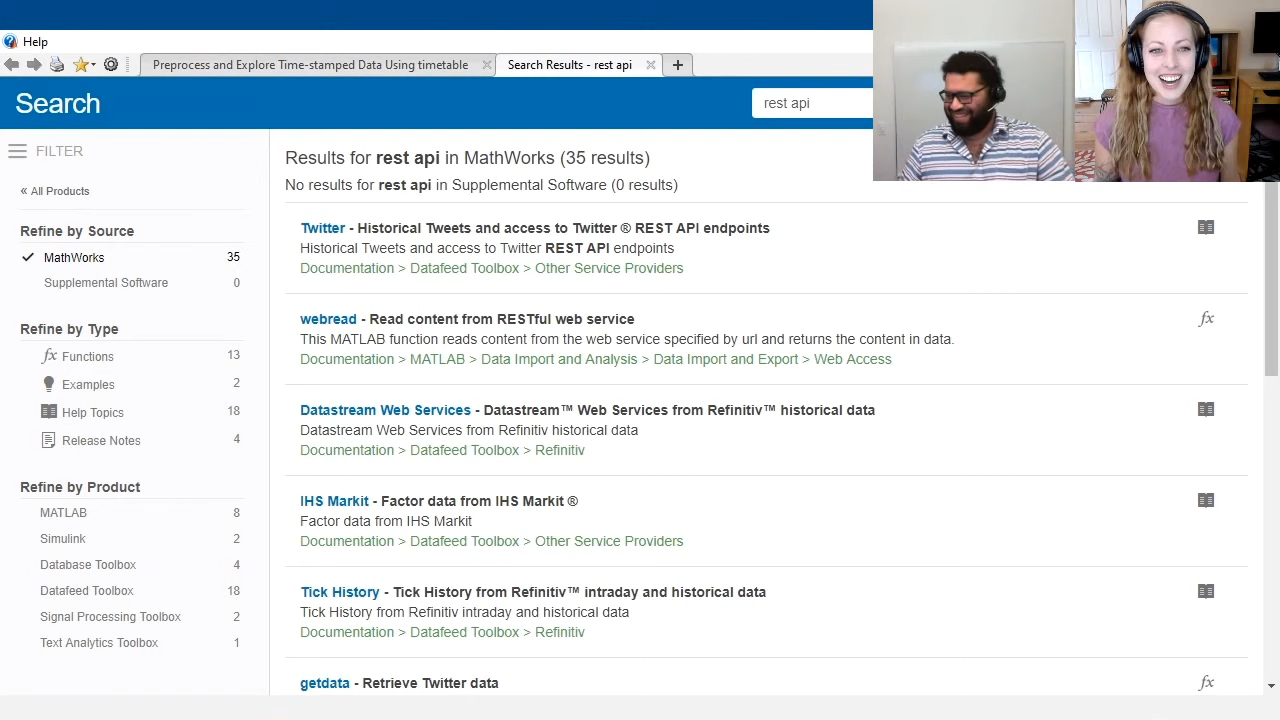 Help
Preprocess and Explore Time-stamped Data Using timetab
Search Results - rest api
Search
rest api
FILTER
« All Products
Refine by Source
MathWorks 35
Supplemental Software 0
Refine by Type
fx Functions 13
Examples 2
Help Topics 18
Release Notes 4
Refine by Product
MATLAB 8
Simulink 2
Database Toolbox 4
Datafeed Toolbox 18
Signal Processing Toolbox 2
Text Analytics Toolbox 1
Results for rest api in MathWorks (35 results)
No results for rest api in Supplemental Software (0 results)
Twitter - Historical Tweets and access to Twitter ® REST API endpoints
Historical Tweets and access to Twitter REST API endpoints
Documentation > Datafeed Toolbox > Other Service Providers
webread - Read content from RESTful web service fx
This MATLAB function reads content from the web service specified by url and returns the content in data.
Documentation > MATLAB > Data Import and Analysis > Data Import and Export > Web Access
Datastream Web Services - Datastream™ Web Services from Refinitiv™ historical data
Datastream Web Services from Refinitiv historical data
Documentation > Datafeed Toolbox > Refinitiv
IHS Markit - Factor data from IHS Markit ®
Factor data from IHS Markit
Documentation > Datafeed Toolbox > Other Service Providers
Tick History - Tick History from Refinitiv™ intraday and historical data
Tick History from Refinitiv intraday and historical data
Documentation > Datafeed Toolbox > Refinitiv
getdata - Retrieve Twitter data fx